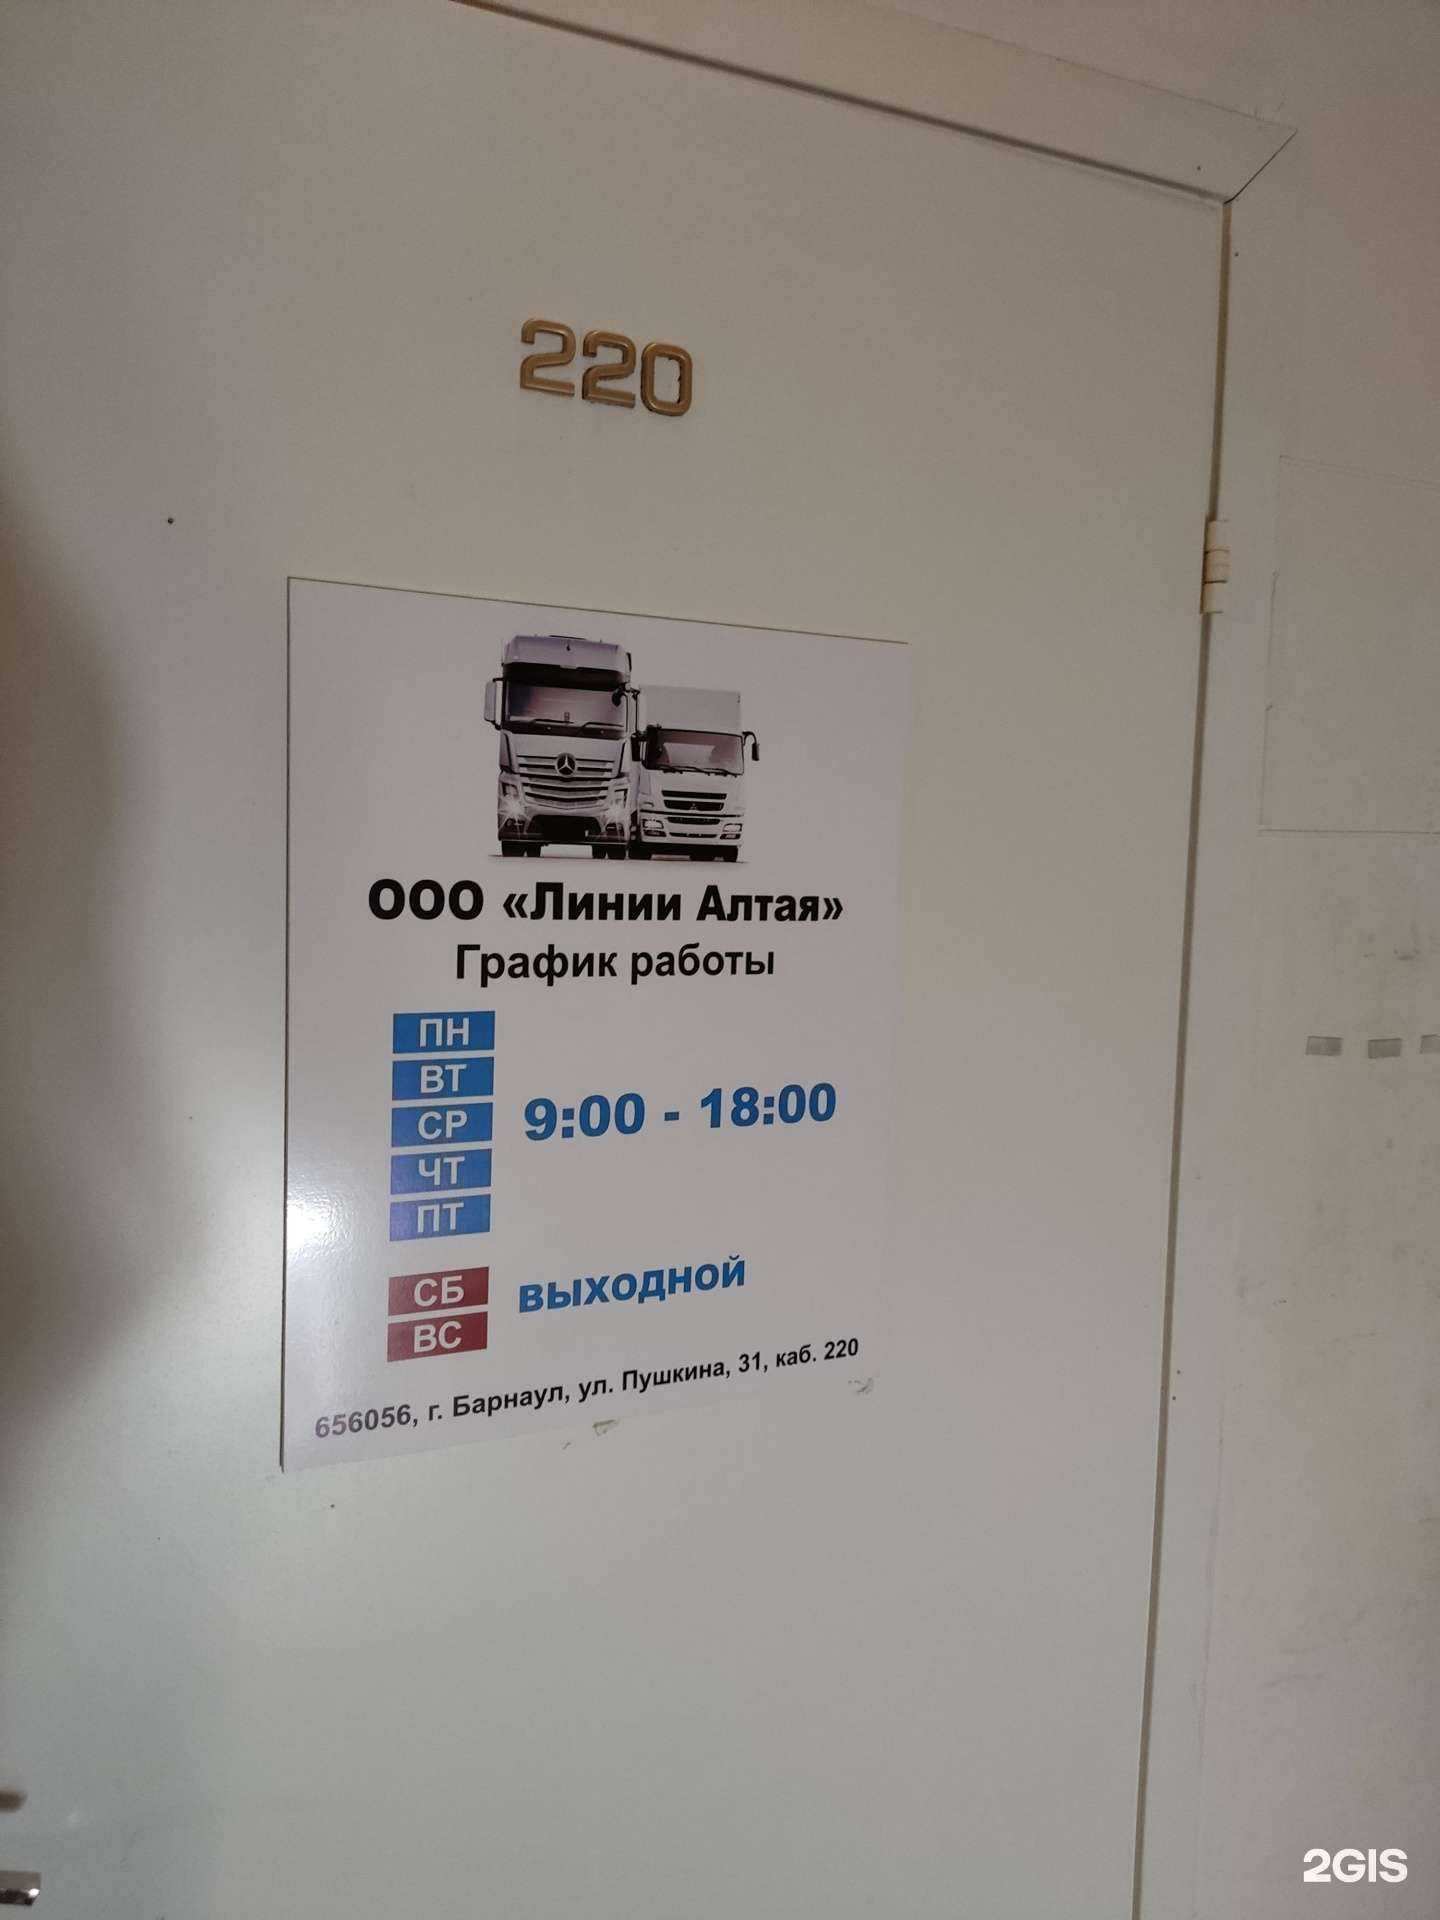 220
ООО «Линии Алтая»
График работы
ПН
ВТ
СР 9:00 - 18:00
ЧТ
ПТ
СБ выходной
ВС
656056, г. Барнаул, ул. Пушкина, 31, каб. 220
2GIS